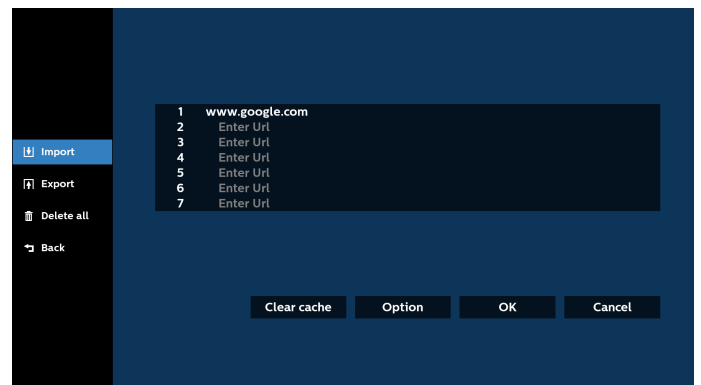 Import
Export
Delete all
Back
1 www.google.com
2 Enter Url
3 Enter Url
4 Enter Url
5 Enter Url
6 Enter Url
7 Enter Url
Clear cache Option OK Cancel